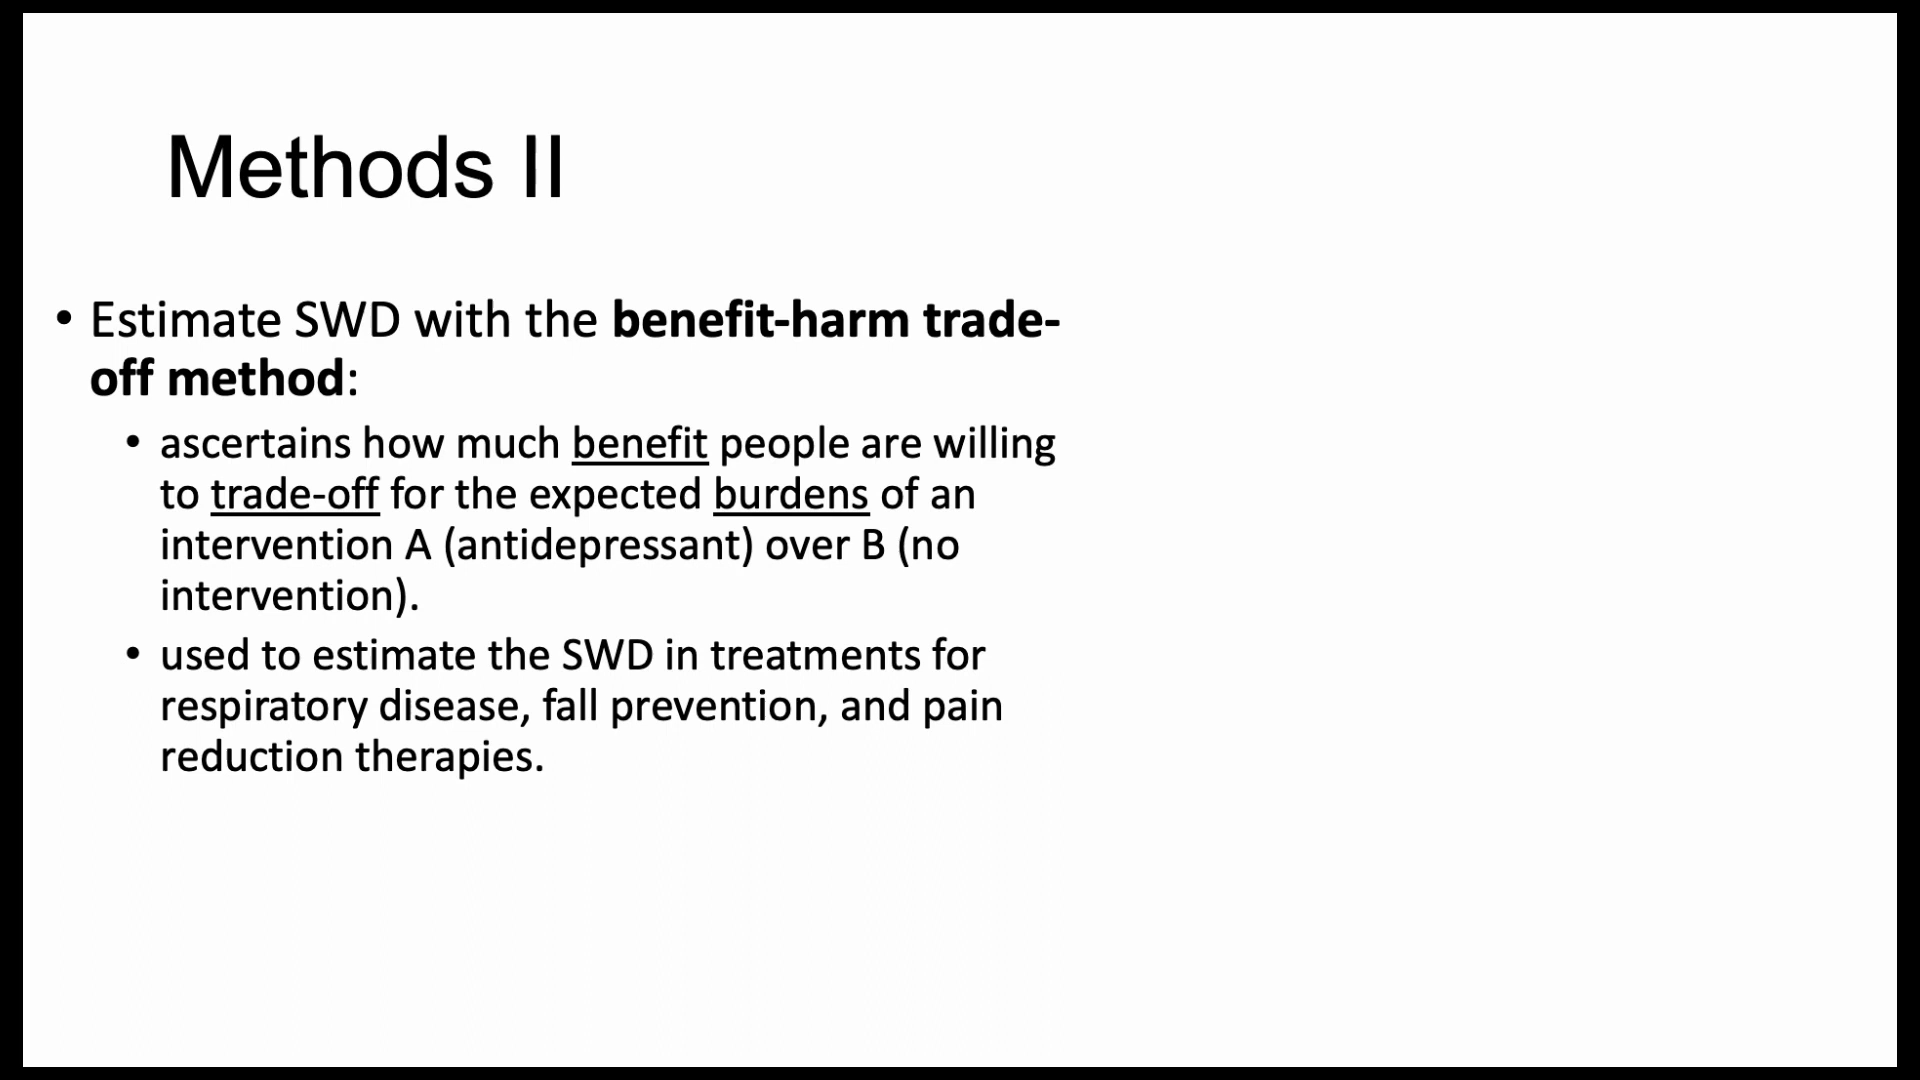 Methods II
• Estimate SWD with the benefit-harm trade-
off method:
• ascertains how much benefit people are willing
to trade-off for the expected burdens of an
intervention A (antidepressant) over B (no
intervention).
• used to estimate the SWD in treatments for
respiratory disease, fall prevention, and pain
reduction therapies.